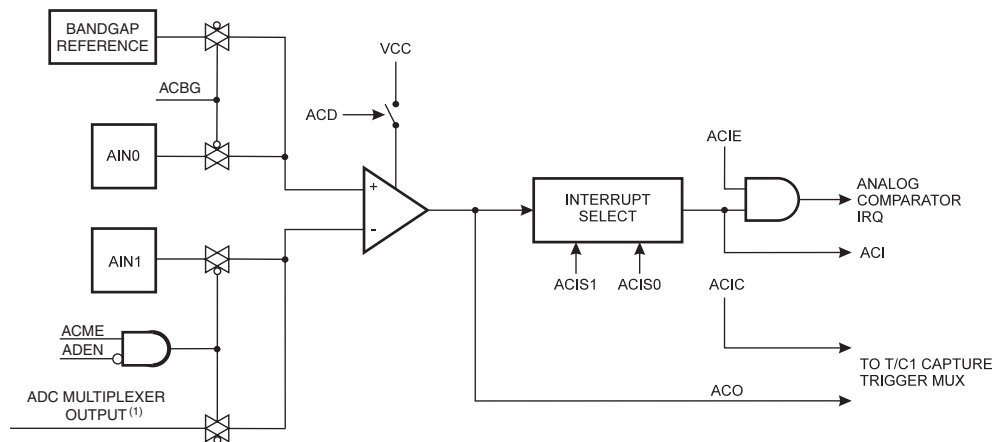 BANDGAP
REFERENCE
ACBG
AIN0
VCC
ACD
+
-
AIN1
ACME
ADEN
ADC MULTIPLEXER
OUTPUT (1)
INTERRUPT
SELECT
ACIS1 ACIS0
ACIE
ANALOG
COMPARATOR
IRQ
ACI
ACIC
TO T/C1 CAPTURE
TRIGGER MUX
ACO